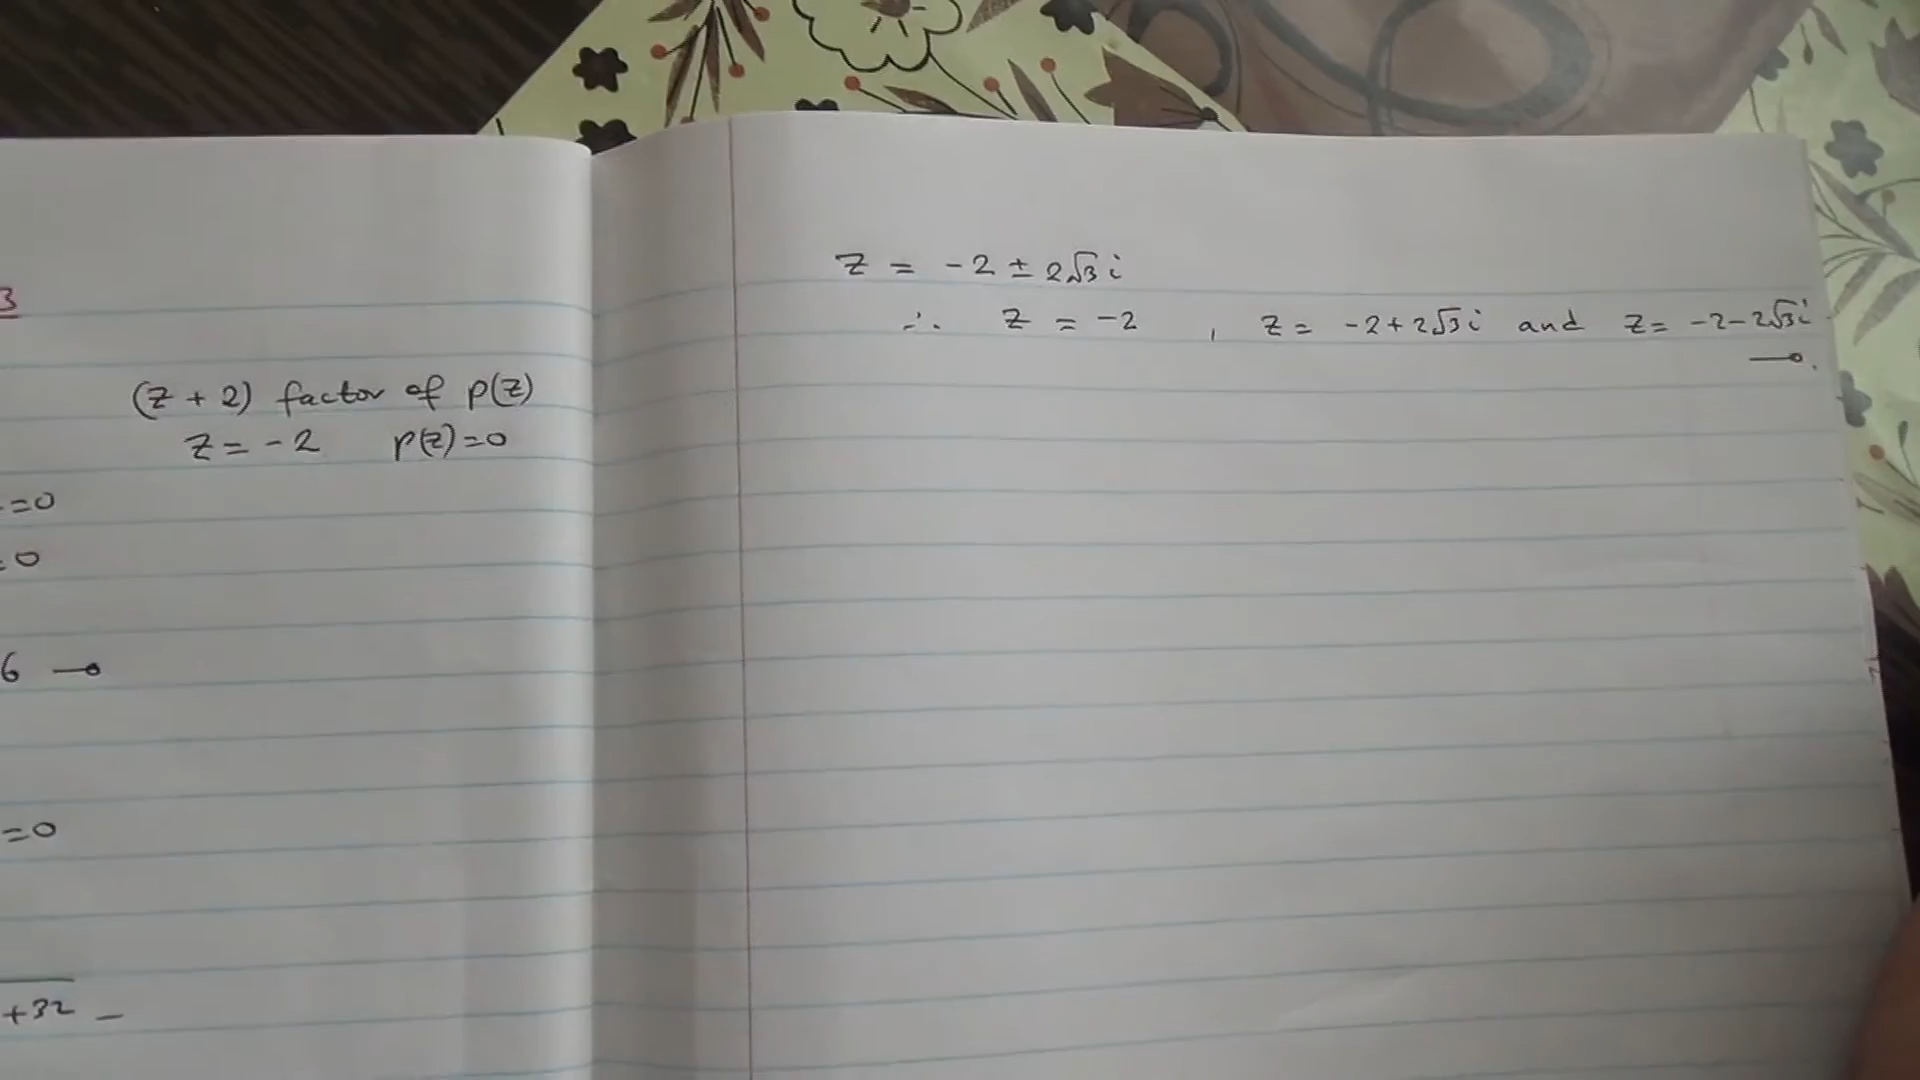 3
(z + 2) factor of p(z)
z = -2 p(z)=0
=0
=0
6
=0
+32
z = -2 ± 2√3 i
∴ z = -2 , z = -2+2√3 i and z = -2-2√3 i